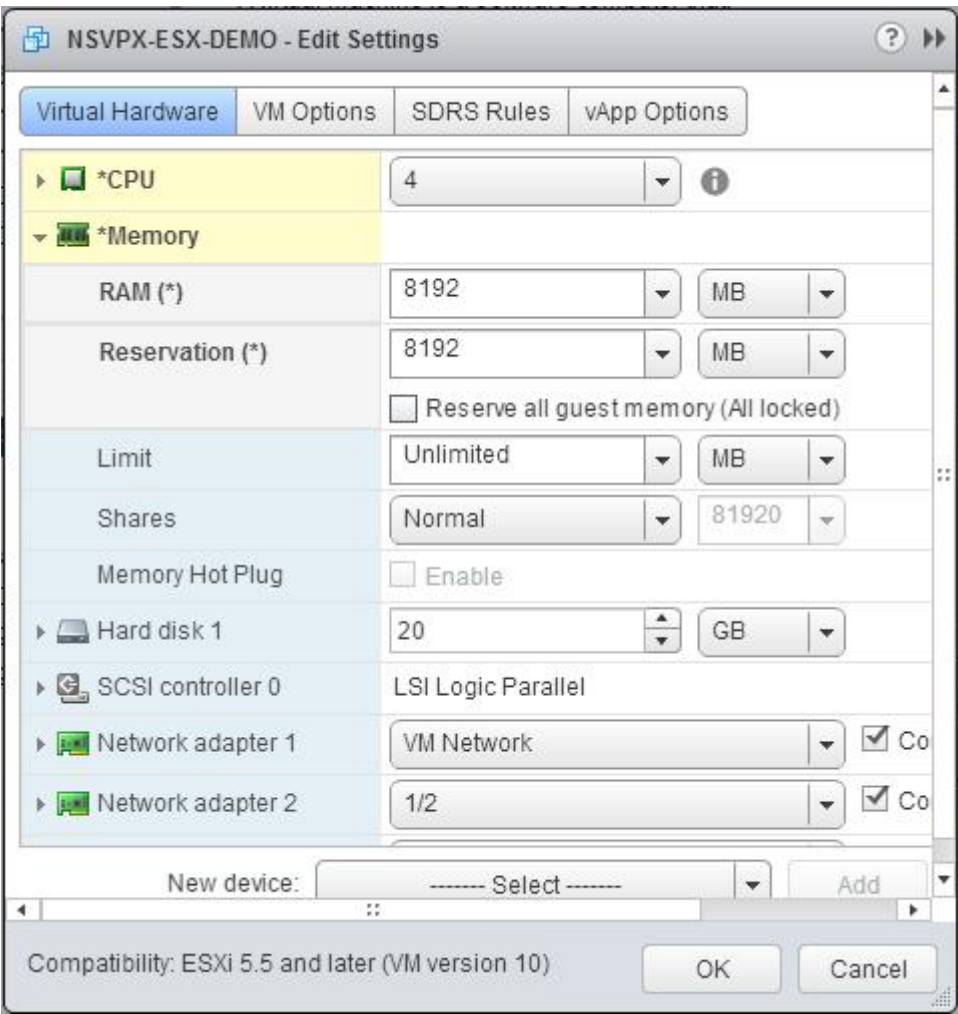 NSVPX-ESX-DEMO - Edit Settings
Virtual Hardware VM Options SDRS Rules vApp Options
*CPU 4
*Memory
RAM (*) 8192 MB
Reservation (*) 8192 MB
Reserve all guest memory (All locked)
Limit Unlimited MB
Shares Normal 81920
Memory Hot Plug Enable
Hard disk 1 20 GB
SCSI controller 0 LSI Logic Parallel
Network adapter 1 VM Network Co
Network adapter 2 1/2 Co
New device: ------- Select ------- Add
Compatibility: ESXi 5.5 and later (VM version 10) OK Cancel